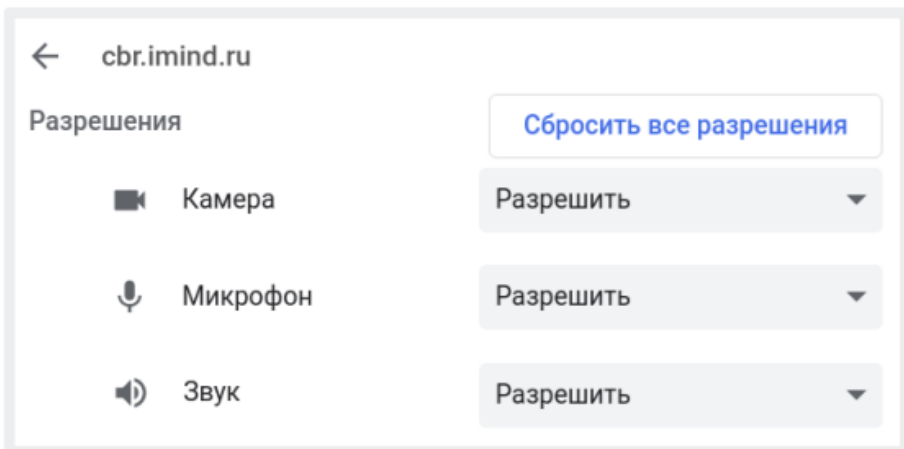 cbr.imind.ru
Разрешения
Сбросить все разрешения
Камера Разрешить
Микрофон Разрешить
Звук Разрешить